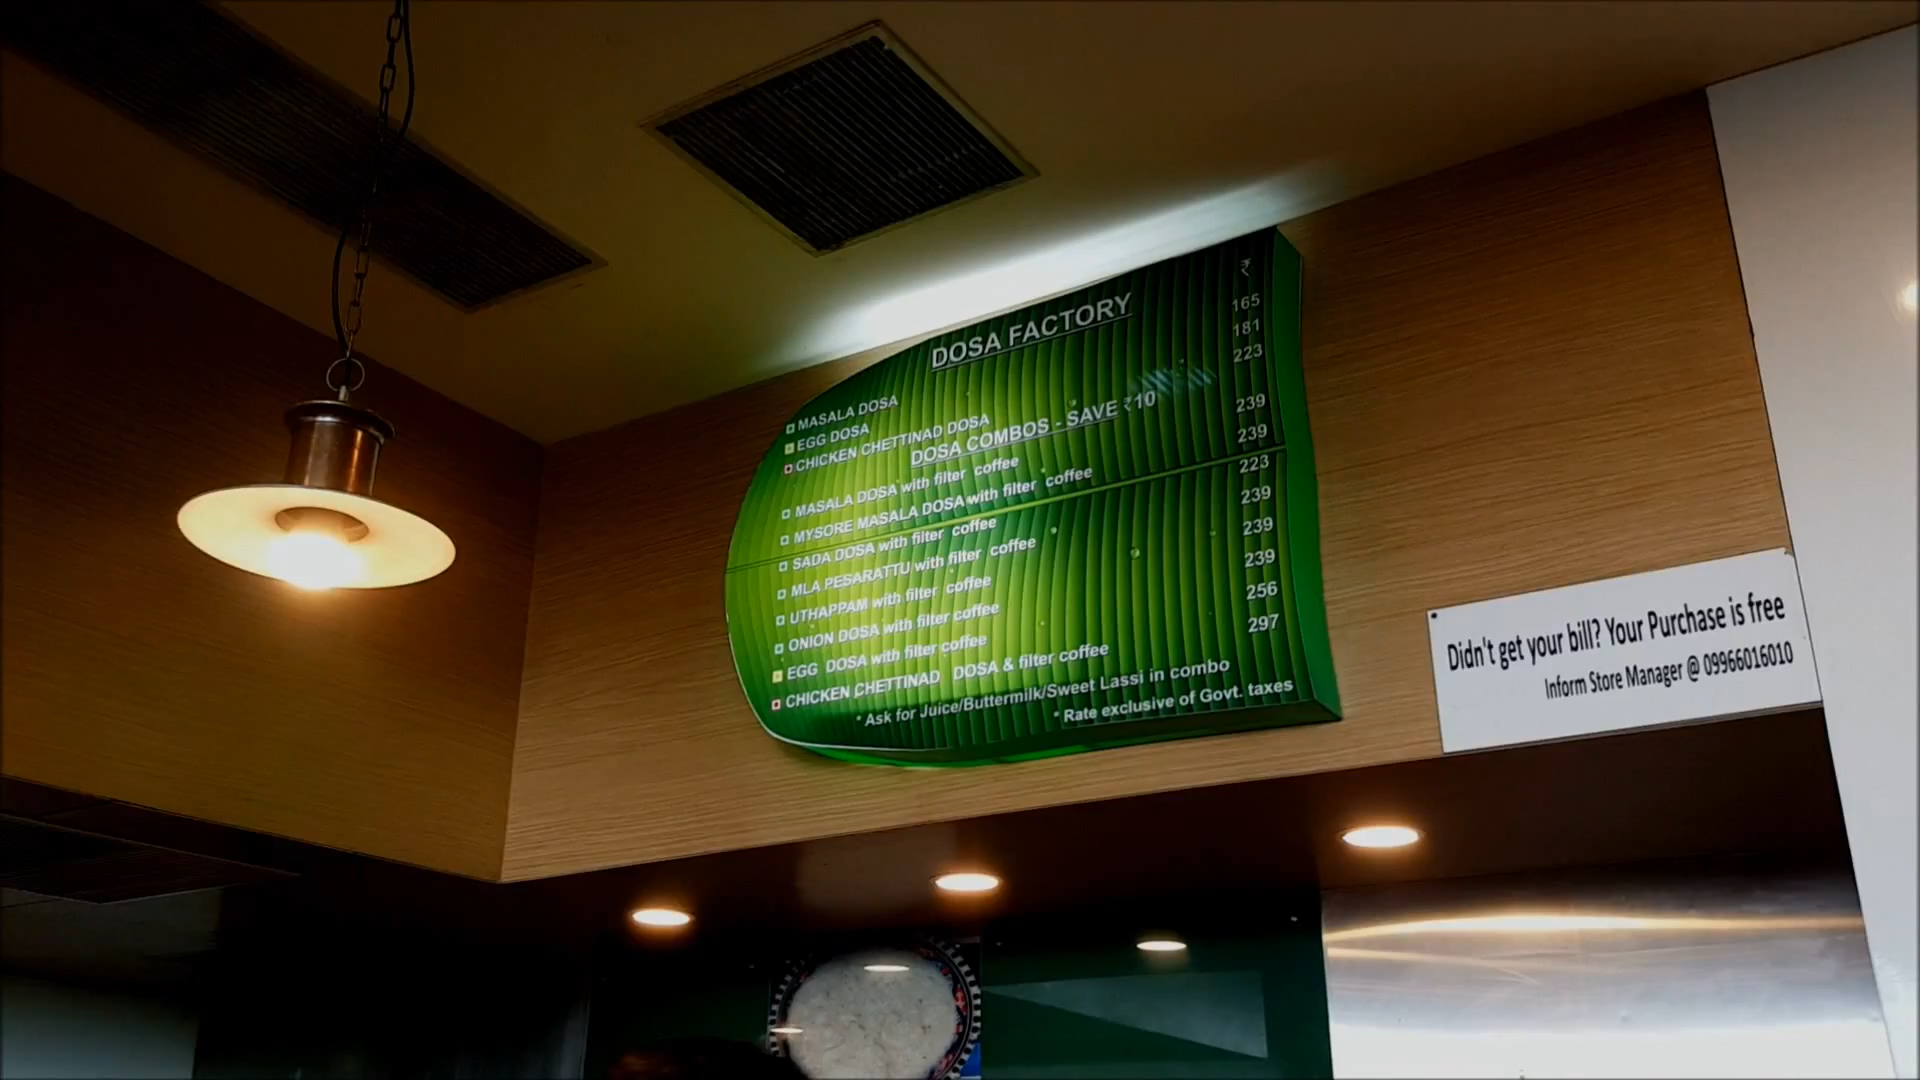 DOSA FACTORY ₹
MASALA DOSA 165
EGG DOSA 181
CHICKEN CHETTINAD DOSA 223
DOSA COMBOS - SAVE ₹10
MASALA DOSA with filter coffee 239
MYSORE MASALA DOSA with filter coffee 239
SADA DOSA with filter coffee 223
MLA PESARATTU with filter coffee 239
UTHAPPAM with filter coffee 239
ONION DOSA with filter coffee 239
EGG DOSA with filter coffee 256
CHICKEN CHETTINAD DOSA & filter coffee 297
* Ask for Juice/Buttermilk/Sweet Lassi in combo
* Rate exclusive of Govt. taxes
Didn't get your bill? Your Purchase is free
Inform Store Manager @ 09966016010